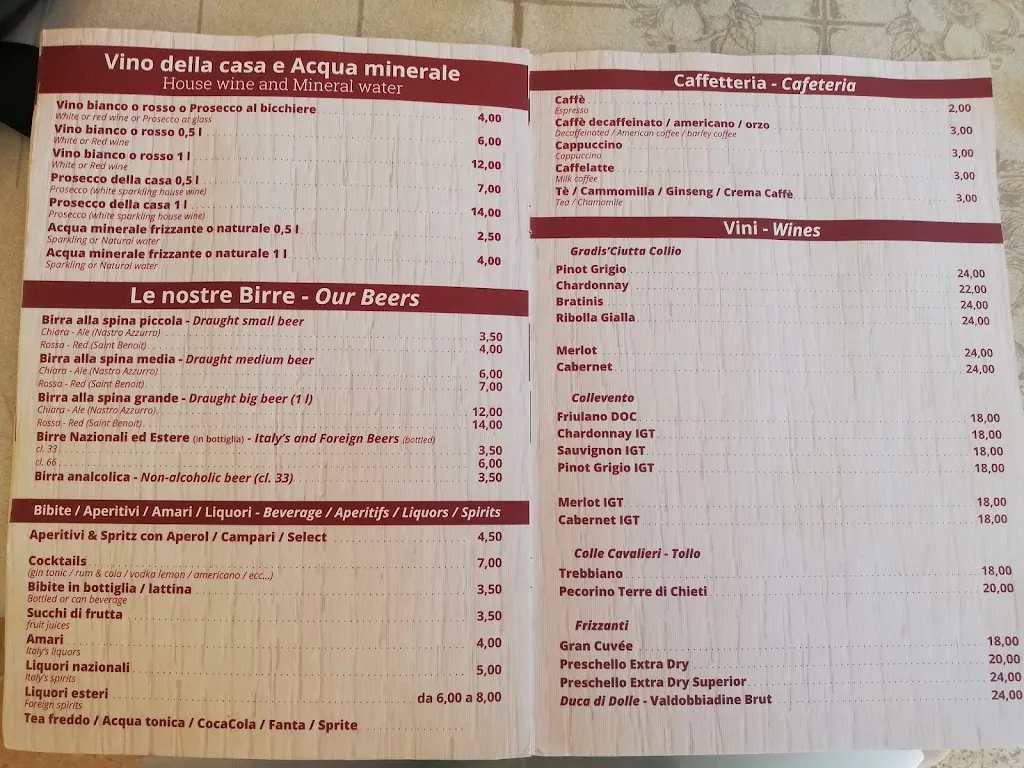 Vino della casa e Acqua minerale
House wine and Mineral water
Vino bianco o rosso o Prosecco al bicchiere 4,00
White or red wine or Prosecco at glass
Vino bianco o rosso 0,5 l 6,00
White or Red wine
Vino bianco o rosso 1 l 12,00
White or Red wine
Prosecco della casa 0,5 l 7,00
Prosecco (white sparkling house wine)
Prosecco della casa 1 l 14,00
Prosecco (white sparkling house wine)
Acqua minerale frizzante o naturale 0,5 l 2,50
Sparkling or Natural water
Acqua minerale frizzante o naturale 1 l 4,00
Sparkling or Natural water
Le nostre Birre - Our Beers
Birra alla spina piccola - Draught small beer
Chiara - Ale (Nastro Azzurro) 3,50
Rossa - Red (Saint Benoit) 4,00
Birra alla spina media - Draught medium beer
Chiara - Ale (Nastro Azzurro) 6,00
Rossa - Red (Saint Benoit) 7,00
Birra alla spina grande - Draught big beer (1 l)
Chiara - Ale (Nastro Azzurro) 12,00
Rossa - Red (Saint Benoit) 14,00
Birre Nazionali ed Estere (in bottiglia) - Italy's and Foreign Beers (bottled)
cl. 33 3,50
cl. 66 6,00
Birra analcolica - Non-alcoholic beer (cl. 33) 3,50
Bibite / Aperitivi / Amari / Liquori - Beverage / Aperitifs / Liquors / Spirits
Aperitivi & Spritz con Aperol / Campari / Select 4,50
Cocktails 7,00
(gin tonic / rum & cola / vodka lemon / americano / ecc...)
Bibite in bottiglia / lattina 3,50
Bottled or can beverage
Succhi di frutta 3,50
fruit juices
Amari 4,00
Italy's liquors
Liquori nazionali 5,00
Italy's spirits
Liquori esteri da 6,00 a 8,00
Foreign spirits
Tea freddo / Acqua tonica / CocaCola / Fanta / Sprite
Caffetteria - Cafeteria
Caffè 2,00
Espresso
Caffè decaffeinato / americano / orzo 3,00
Decaffeinated / American coffee / barley coffee
Cappuccino 3,00
Cappuccino
Caffelatte 3,00
Milk coffee
Tè / Cammomilla / Ginseng / Crema Caffè 3,00
Tea / Chamomile
Vini - Wines
Gradis'Ciutta Collio
Pinot Grigio 24,00
Chardonnay 22,00
Bratinis 24,00
Ribolla Gialla 24,00
Merlot 24,00
Cabernet 24,00
Collevento
Friulano DOC 18,00
Chardonnay IGT 18,00
Sauvignon IGT 18,00
Pinot Grigio IGT 18,00
Merlot IGT 18,00
Cabernet IGT 18,00
Colle Cavalieri - Tollo
Trebbiano 18,00
Pecorino Terre di Chieti 20,00
Frizzanti
Gran Cuvée 18,00
Preschello Extra Dry 20,00
Preschello Extra Dry Superior 24,00
Duca di Dolle - Valdobbiadine Brut 24,00